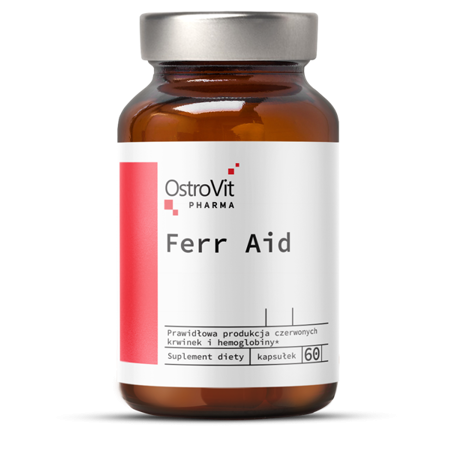 OstroVit
PHARMA
Ferr Aid
Prawidłowa produkcja czerwonych
krwinek i hemoglobiny*
Suplement diety kapsułek 60